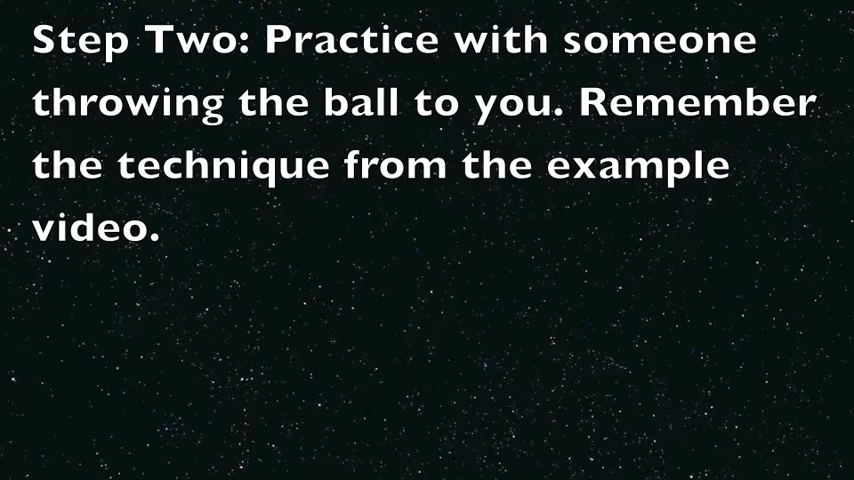 Step Two: Practice with someone
throwing the ball to you. Remember
the technique from the example
video.